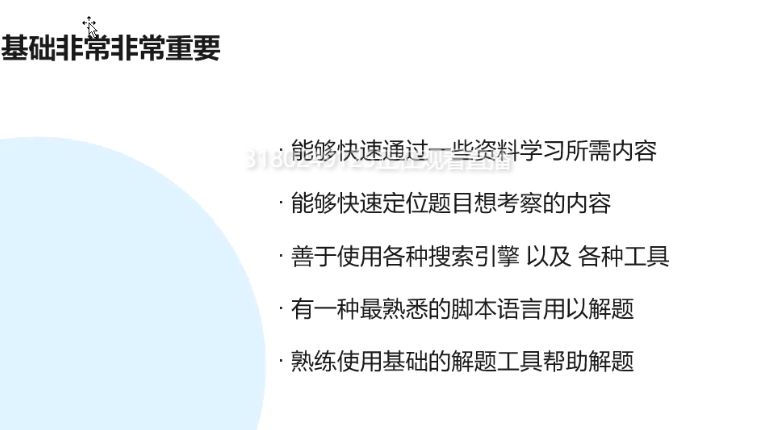 基础非常非常重要
· 能够快速通过一些资料学习所需内容
· 能够快速定位题目想考察的内容
· 善于使用各种搜索引擎 以及 各种工具
· 有一种最熟悉的脚本语言用以解题
· 熟练使用基础的解题工具帮助解题